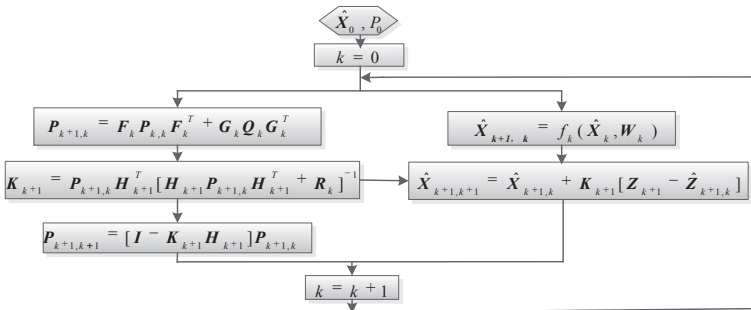 X̂₀ , P₀
k = 0
P_{k+1,k} = F_k P_{k,k} F_k^T + G_k Q_k G_k^T
X̂_{k+1, k} = f_k ( X̂_k , W_k )
K_{k+1} = P_{k+1,k} H_{k+1}^T [ H_{k+1} P_{k+1,k} H_{k+1}^T + R_k ]^{-1}
X̂_{k+1,k+1} = X̂_{k+1,k} + K_{k+1} [ Z_{k+1} − Ẑ_{k+1,k} ]
P_{k+1,k+1} = [ I − K_{k+1} H_{k+1} ] P_{k+1,k}
k = k + 1